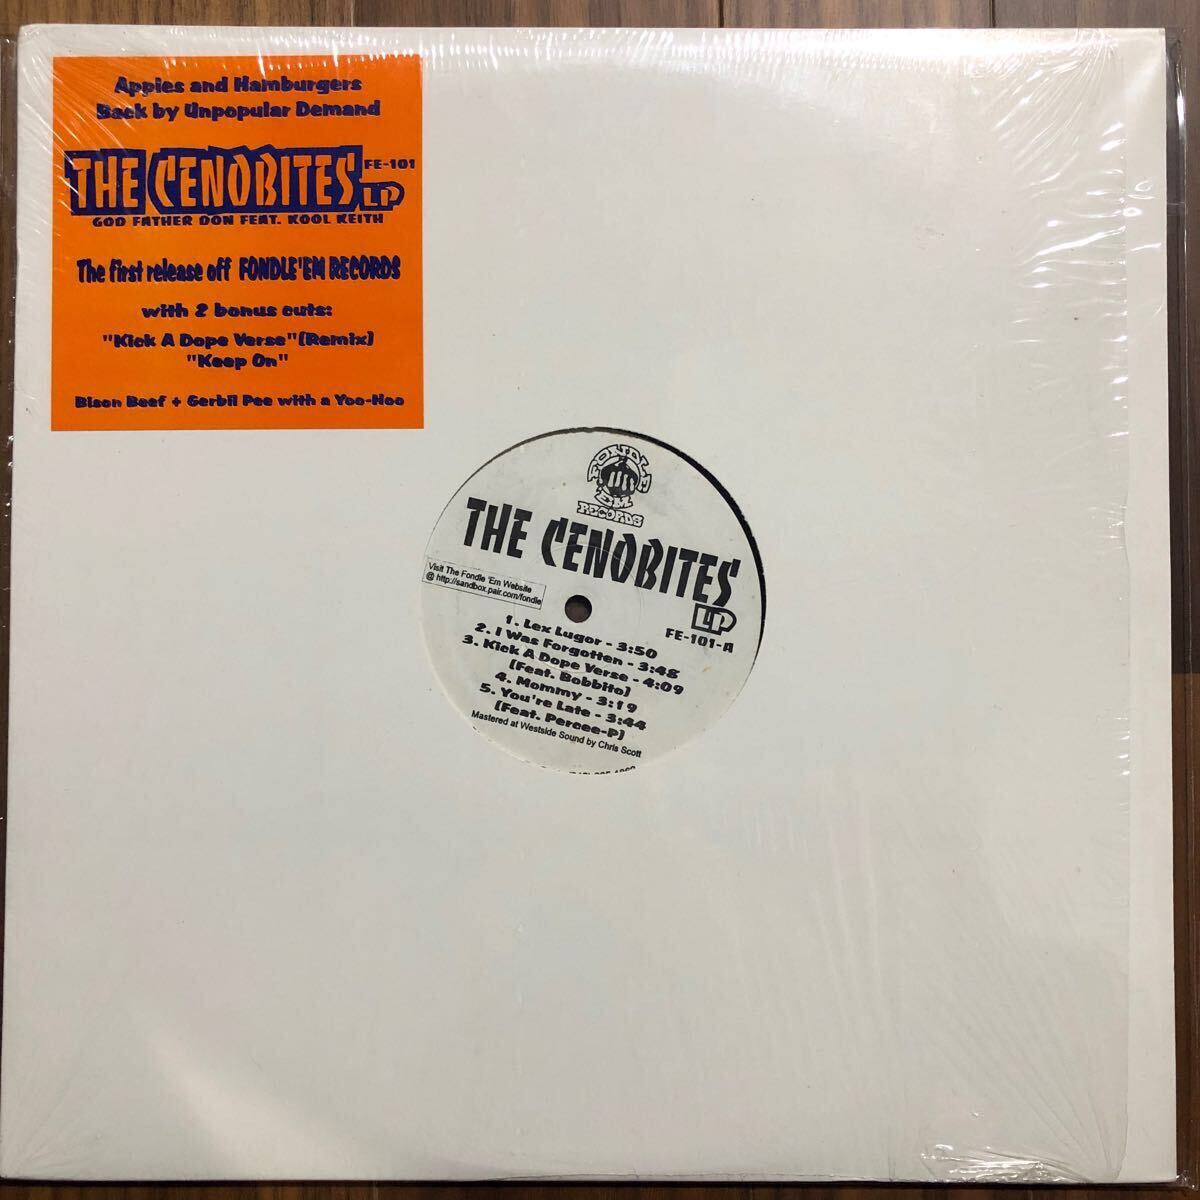 Apples and Hamburgers
Back by Unpopular Demand
THE CENOBITES LP
FE-101
GOD FATHER DON FEAT. KOOL KEITH
The first release off FONDLE'EM RECORDS
with 2 bonus cuts:
"Kick A Dope Verse"(Remix)
"Keep On"
Bison Beef + Gerbil Pee with a Yoo-Hoo
FONDLE
'EM
RECORDS
THE CENOBITES
LP
FE-101-A
Visit The Fondle 'Em Website
@ http://sandbox.pair.com/fondle
1. Lex Lugor - 3:50
2. I Was Forgotten - 3:48
3. Kick A Dope Verse - 4:09
(Feat. Bobbito)
4. Mommy - 3:19
5. You're Late - 3:44
(Feat. Percee-P)
Mastered at Westside Sound by Chris Scott